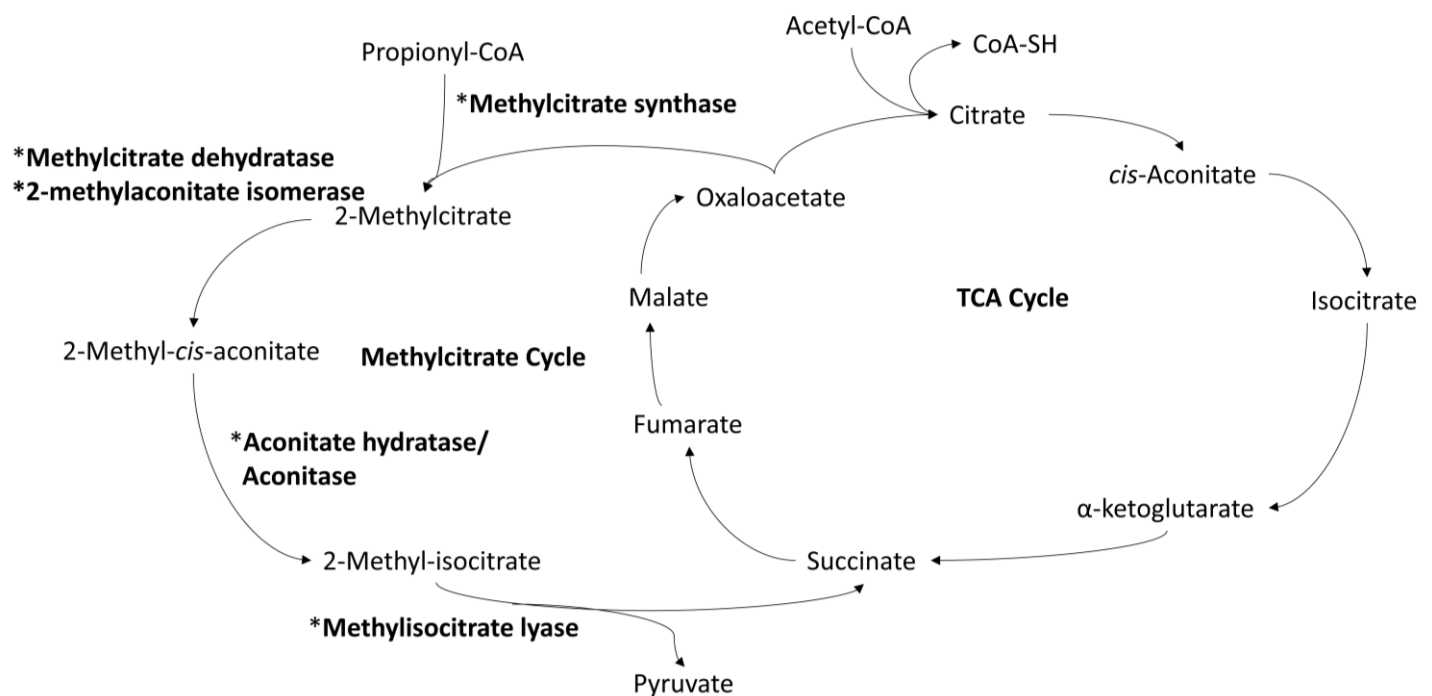 Acetyl-CoA
CoA-SH
Propionyl-CoA
*Methylcitrate synthase
Citrate
*Methylcitrate dehydratase
*2-methylaconitate isomerase
cis-Aconitate
Oxaloacetate
2-Methylcitrate
Malate
TCA Cycle
Isocitrate
2-Methyl-cis-aconitate
Methylcitrate Cycle
Fumarate
*Aconitate hydratase/
Aconitase
α-ketoglutarate
2-Methyl-isocitrate
Succinate
*Methylisocitrate lyase
Pyruvate